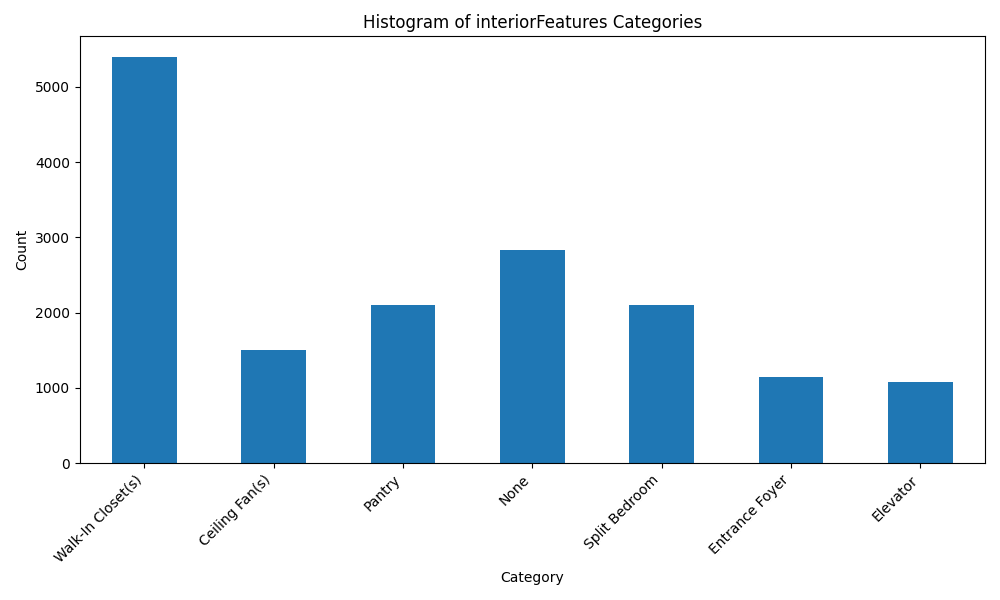 Histogram of interiorFeatures Categories
Count
5000
4000
3000
2000
1000
0
Walk-In Closet(s)
Ceiling Fan(s)
Pantry
None
Split Bedroom
Entrance Foyer
Elevator
Category